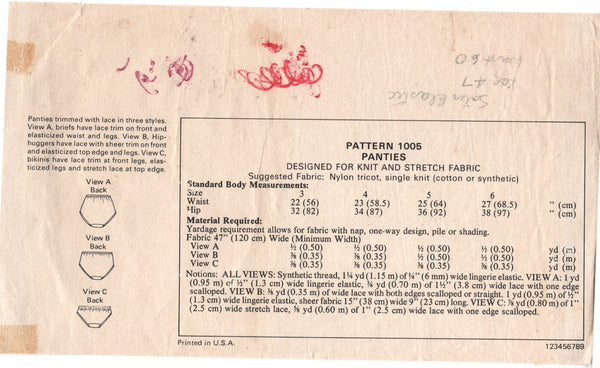 Satin Elastic
Leg 47
Waist 60
Panties trimmed with lace in three styles.
View A, briefs have lace trim on front and
elasticized waist and legs. View B, Hip-
huggers have lace with sheer trim on front
and elasticized top edge and legs. View C,
bikinis have lace trim at front legs, elas-
ticized legs and stretch lace at top edge.
View A
Back
View B
Back
View C
Back
PATTERN 1005
PANTIES
DESIGNED FOR KNIT AND STRETCH FABRIC
Suggested Fabric: Nylon tricot, single knit (cotton or synthetic)
Standard Body Measurements:
Size 3 4 5 6
Waist 22 (56) 23 (58.5) 25 (64) 27 (68.5) " (cm)
Hip 32 (82) 34 (87) 36 (92) 38 (97) " (cm)
Material Required:
Yardage requirement allows for fabric with nap, one-way design, pile or shading.
Fabric 47" (120 cm) Wide (Minimum Width)
View A ½ (0.50) ½ (0.50) ½ (0.50) ½ (0.50) yd (m)
View B ⅜ (0.35) ⅜ (0.35) ⅜ (0.35) ⅜ (0.35) yd (m)
View C ⅜ (0.35) ⅜ (0.35) ⅜ (0.35) ⅜ (0.35) yd (m)
Notions: ALL VIEWS: Synthetic thread, 1¼ yd (1.15 m) of ¼" (6 mm) wide lingerie elastic. VIEW A: 1 yd
(0.95 m) of ½" (1.3 cm) wide lingerie elastic, ¾ yd (0.70 m) of 1½" (3.8 cm) wide lace with one edge
scalloped. VIEW B: ⅜ yd (0.35 m) of wide lace with both edges scalloped or straight. 1 yd (0.95 m) of ½"
(1.3 cm) wide lingerie elastic, sheer fabric 15" (38 cm) wide 9" (23 cm) long. VIEW C: ⅞ yd (0.80 m) of 1"
(2.5 cm) wide stretch lace, ⅝ yd (0.60 m) of 1" (2.5 cm) wide lace with one edge scalloped.
Printed in U.S.A.
123456789